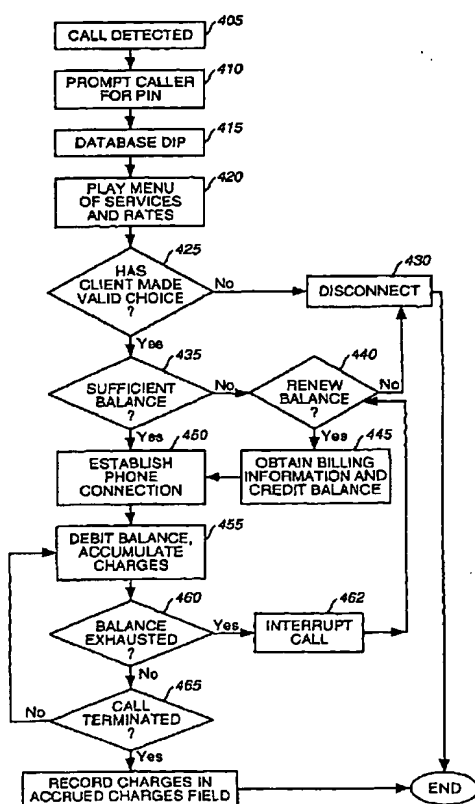 CALL DETECTED
405
PROMPT CALLER
FOR PIN
410
DATABASE DIP
415
PLAY MENU
OF SERVICES
AND RATES
420
HAS
CLIENT MADE
VALID CHOICE
?
425
No
Yes
DISCONNECT
430
SUFFICIENT
BALANCE
?
435
No
Yes
RENEW
BALANCE
?
440
No
Yes
ESTABLISH
PHONE
CONNECTION
450
OBTAIN BILLING
INFORMATION AND
CREDIT BALANCE
445
DEBIT BALANCE,
ACCUMULATE
CHARGES
455
BALANCE
EXHAUSTED
?
460
Yes
No
INTERRUPT
CALL
462
CALL
TERMINATED
?
465
No
Yes
RECORD CHARGES IN
ACCRUED CHARGES FIELD
END